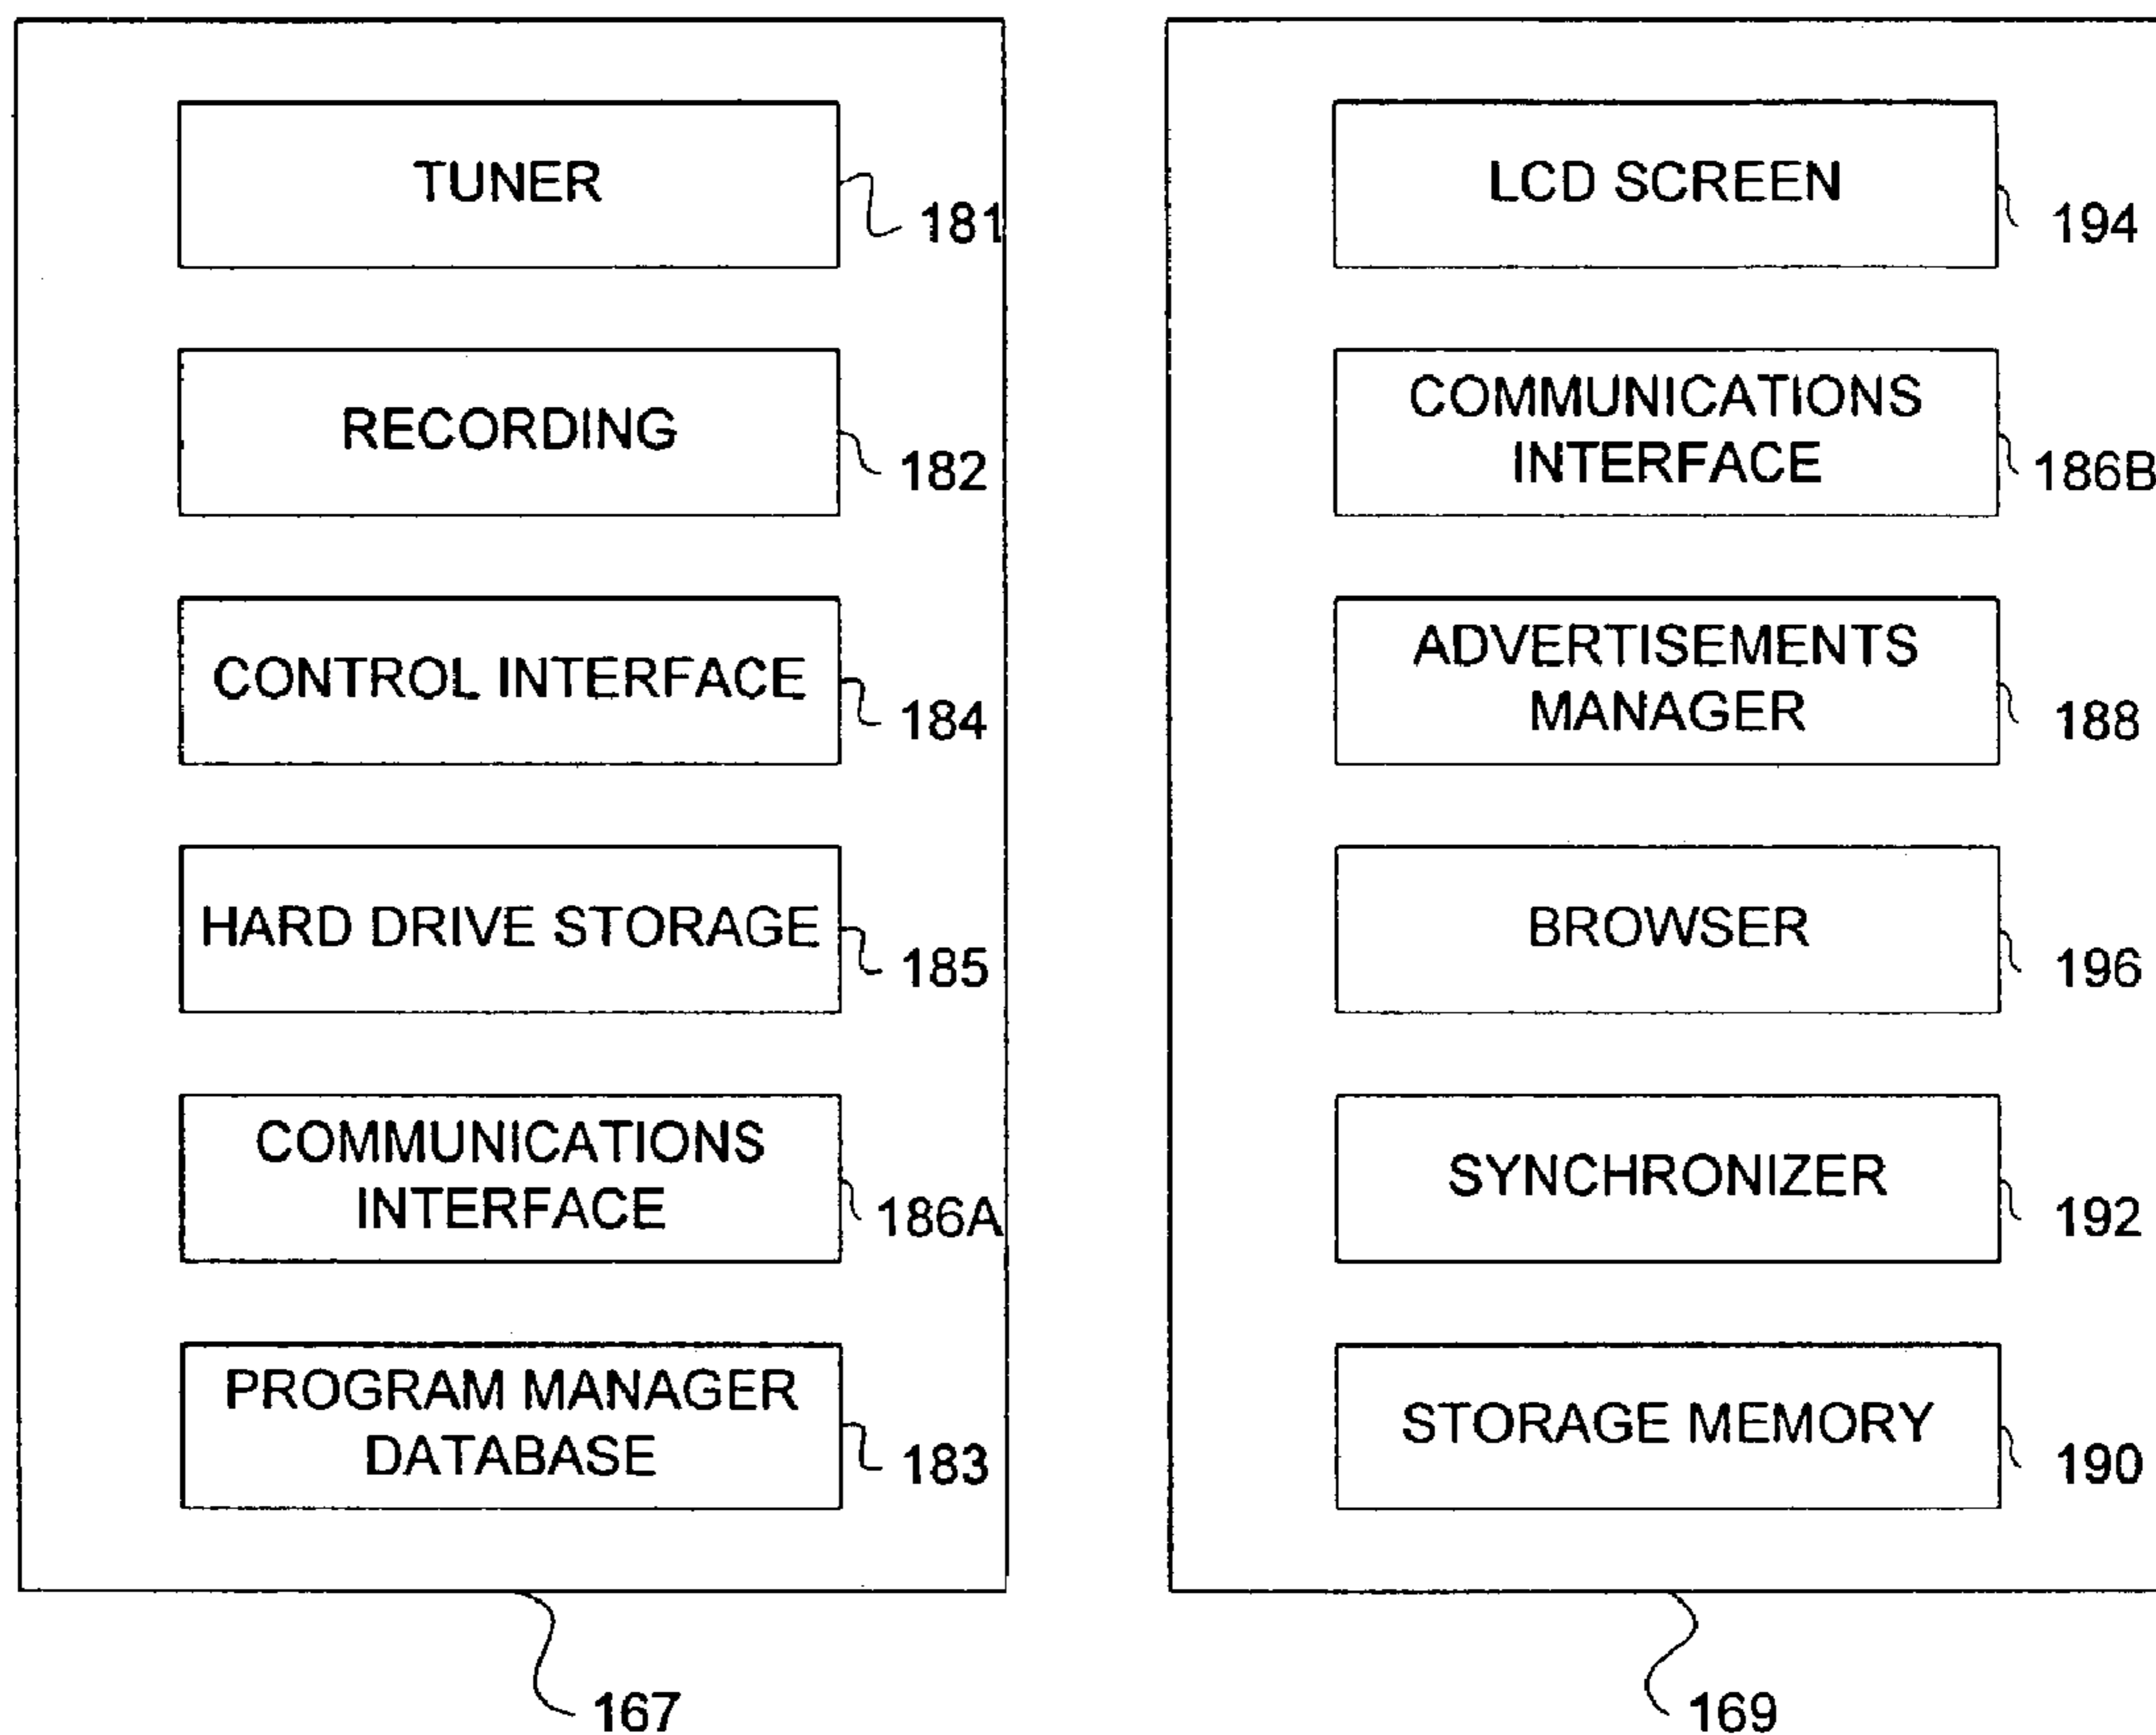 TUNER
181
RECORDING
182
CONTROL INTERFACE
184
HARD DRIVE STORAGE
185
COMMUNICATIONS
INTERFACE
186A
PROGRAM MANAGER
DATABASE
183
167
LCD SCREEN
194
COMMUNICATIONS
INTERFACE
186B
ADVERTISEMENTS
MANAGER
188
BROWSER
196
SYNCHRONIZER
192
STORAGE MEMORY
190
169